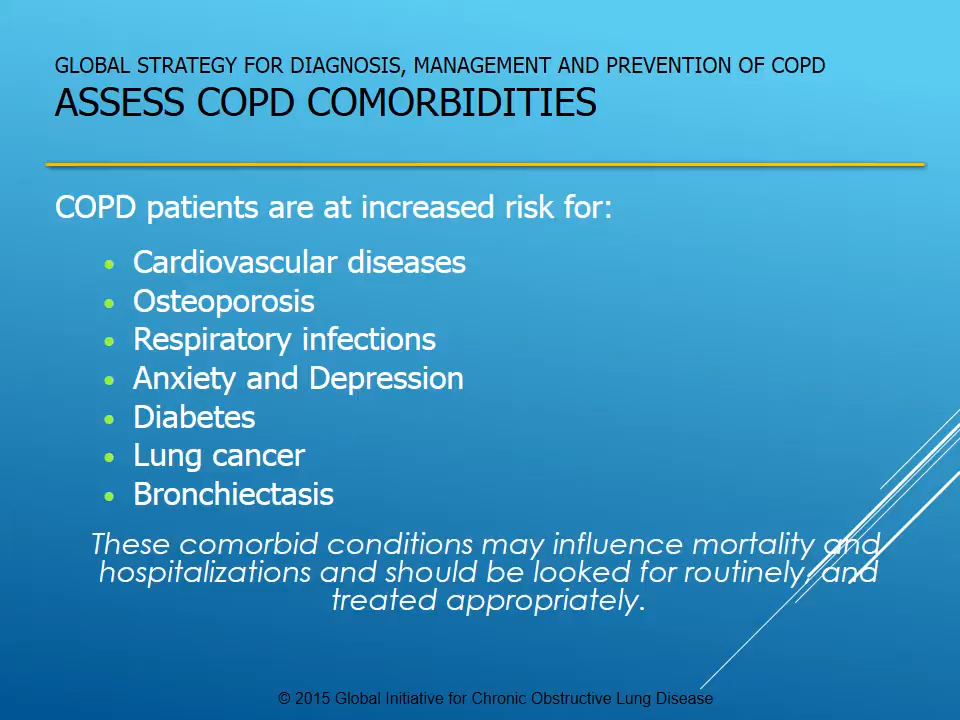 GLOBAL STRATEGY FOR DIAGNOSIS, MANAGEMENT AND PREVENTION OF COPD
ASSESS COPD COMORBIDITIES
COPD patients are at increased risk for:
• Cardiovascular diseases
• Osteoporosis
• Respiratory infections
• Anxiety and Depression
• Diabetes
• Lung cancer
• Bronchiectasis
These comorbid conditions may influence mortality and
hospitalizations and should be looked for routinely, and
treated appropriately.
© 2015 Global Initiative for Chronic Obstructive Lung Disease